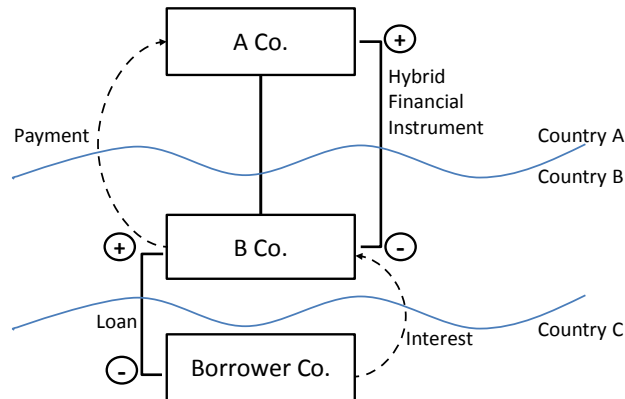 A Co.
+
Hybrid
Financial
Instrument
Payment
Country A
Country B
+
B Co.
-
Loan
Interest
Country C
-
Borrower Co.